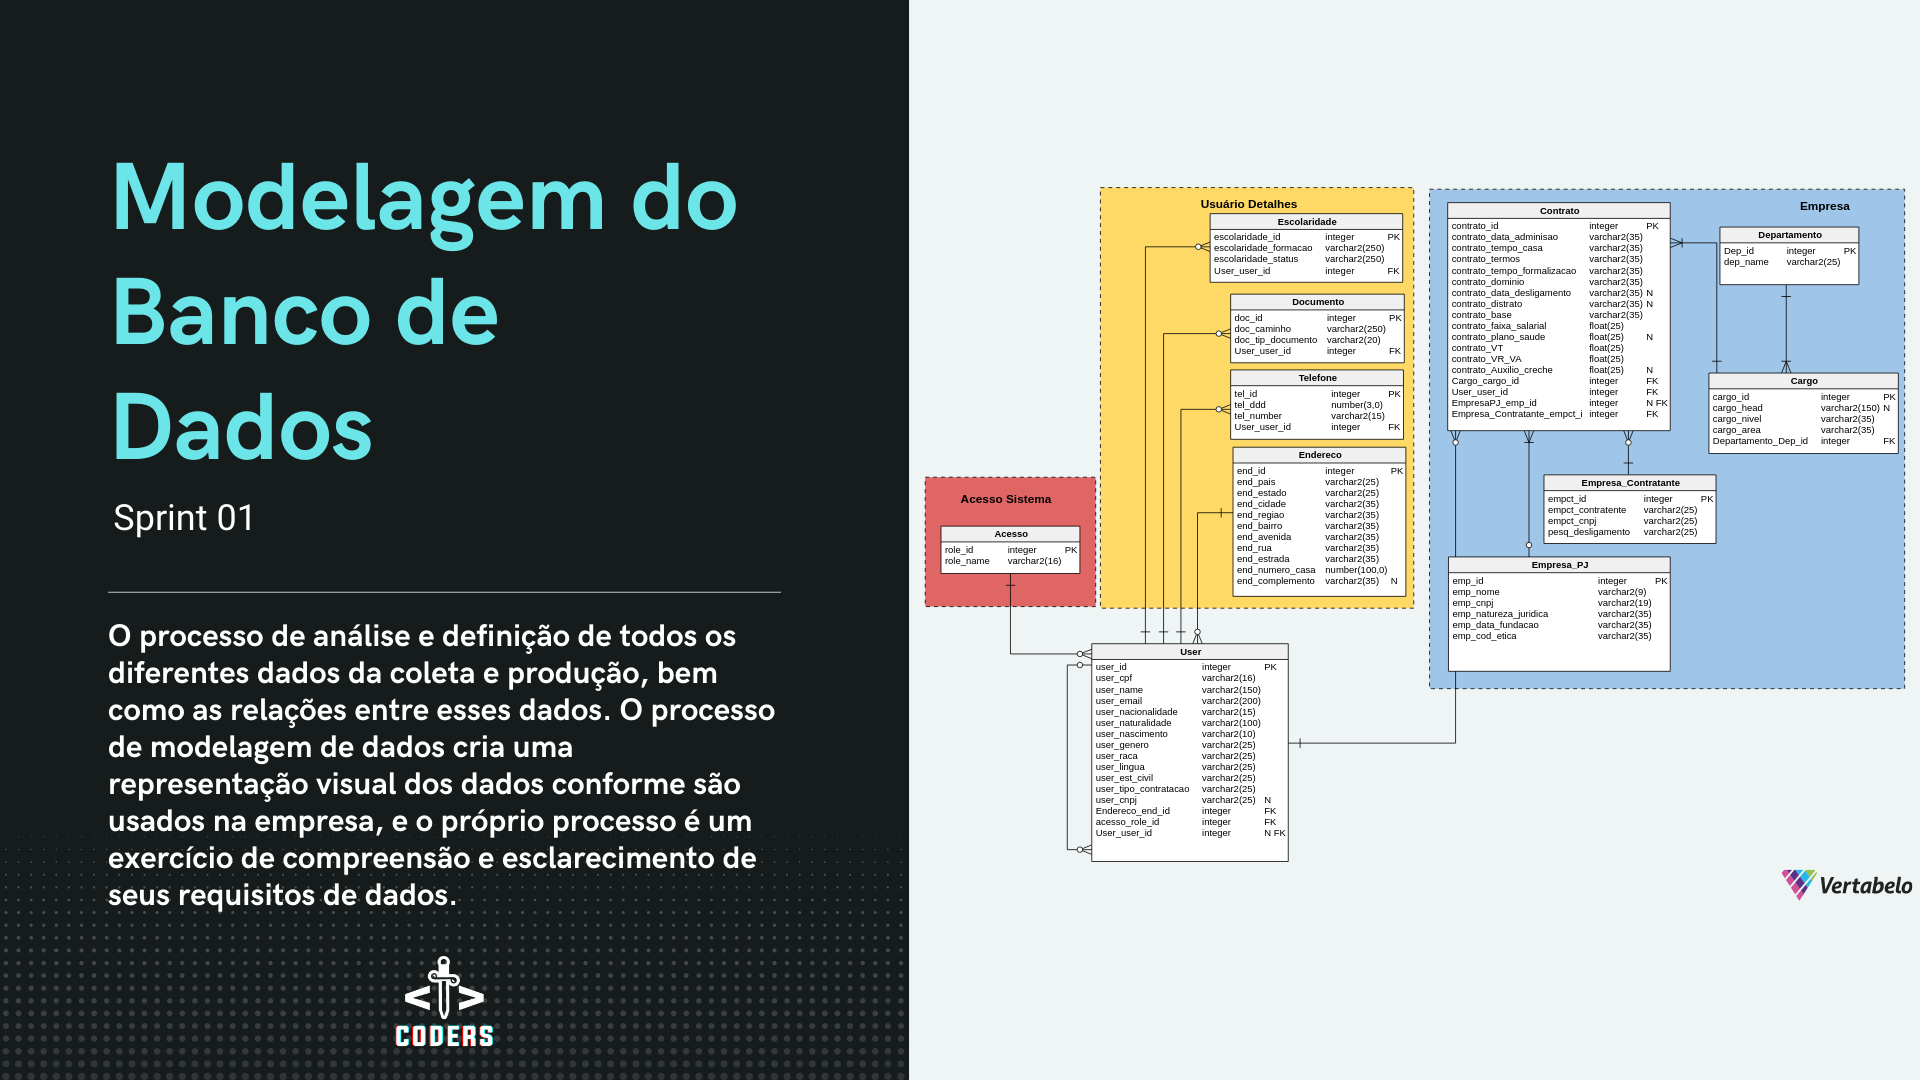 Modelagem do
Banco de
Dados
Sprint 01
O processo de análise e definição de todos os
diferentes dados da coleta e produção, bem
como as relações entre esses dados. O processo
de modelagem de dados cria uma
representação visual dos dados conforme são
usados na empresa, e o próprio processo é um
exercício de compreensão e esclarecimento de
seus requisitos de dados.
< >
CODERS
Acesso Sistema
Acesso
role_id integer PK
role_name varchar2(16)
Usuário Detalhes
Escolaridade
escolaridade_id integer PK
escolaridade_formacao varchar2(250)
escolaridade_status varchar2(250)
User_user_id integer FK
Documento
doc_id integer PK
doc_caminho varchar2(250)
doc_tip_documento varchar2(20)
User_user_id integer FK
Telefone
tel_id integer PK
tel_ddd number(3,0)
tel_number varchar2(15)
User_user_id integer FK
Endereco
end_id integer PK
end_pais varchar2(25)
end_estado varchar2(25)
end_cidade varchar2(35)
end_regiao varchar2(35)
end_bairro varchar2(35)
end_avenida varchar2(35)
end_rua varchar2(35)
end_estrada varchar2(35)
end_numero_casa number(100,0)
end_complemento varchar2(35) N
User
user_id integer PK
user_cpf varchar2(16)
user_name varchar2(150)
user_email varchar2(200)
user_nacionalidade varchar2(15)
user_naturalidade varchar2(100)
user_nascimento varchar2(10)
user_genero varchar2(25)
user_raca varchar2(25)
user_lingua varchar2(25)
user_est_civil varchar2(25)
user_tipo_contratacao varchar2(25)
user_cnpj varchar2(25) N
Endereco_end_id integer FK
acesso_role_id integer FK
User_user_id integer N FK
Empresa
Contrato
contrato_id integer PK
contrato_data_adminisao varchar2(35)
contrato_tempo_casa varchar2(35)
contrato_termos varchar2(35)
contrato_tempo_formalizacao varchar2(35)
contrato_dominio varchar2(35)
contrato_data_desligamento varchar2(35) N
contrato_distrato varchar2(35) N
contrato_base varchar2(35)
contrato_faixa_salarial float(25)
contrato_plano_saude float(25) N
contrato_VT float(25)
contrato_VR_VA float(25)
contrato_Auxilio_creche float(25) N
Cargo_cargo_id integer FK
User_user_id integer FK
EmpresaPJ_emp_id integer N FK
Empresa_Contratante_empct_i integer FK
Departamento
Dep_id integer PK
dep_name varchar2(25)
Cargo
cargo_id integer PK
cargo_head varchar2(150) N
cargo_nivel varchar2(35)
cargo_area varchar2(35)
Departamento_Dep_id integer FK
Empresa_Contratante
empct_id integer PK
empct_contratente varchar2(25)
empct_cnpj varchar2(25)
pesq_desligamento varchar2(25)
Empresa_PJ
emp_id integer PK
emp_nome varchar2(9)
emp_cnpj varchar2(19)
emp_natureza_juridica varchar2(35)
emp_data_fundacao varchar2(35)
emp_cod_etica varchar2(35)
Vertabelo